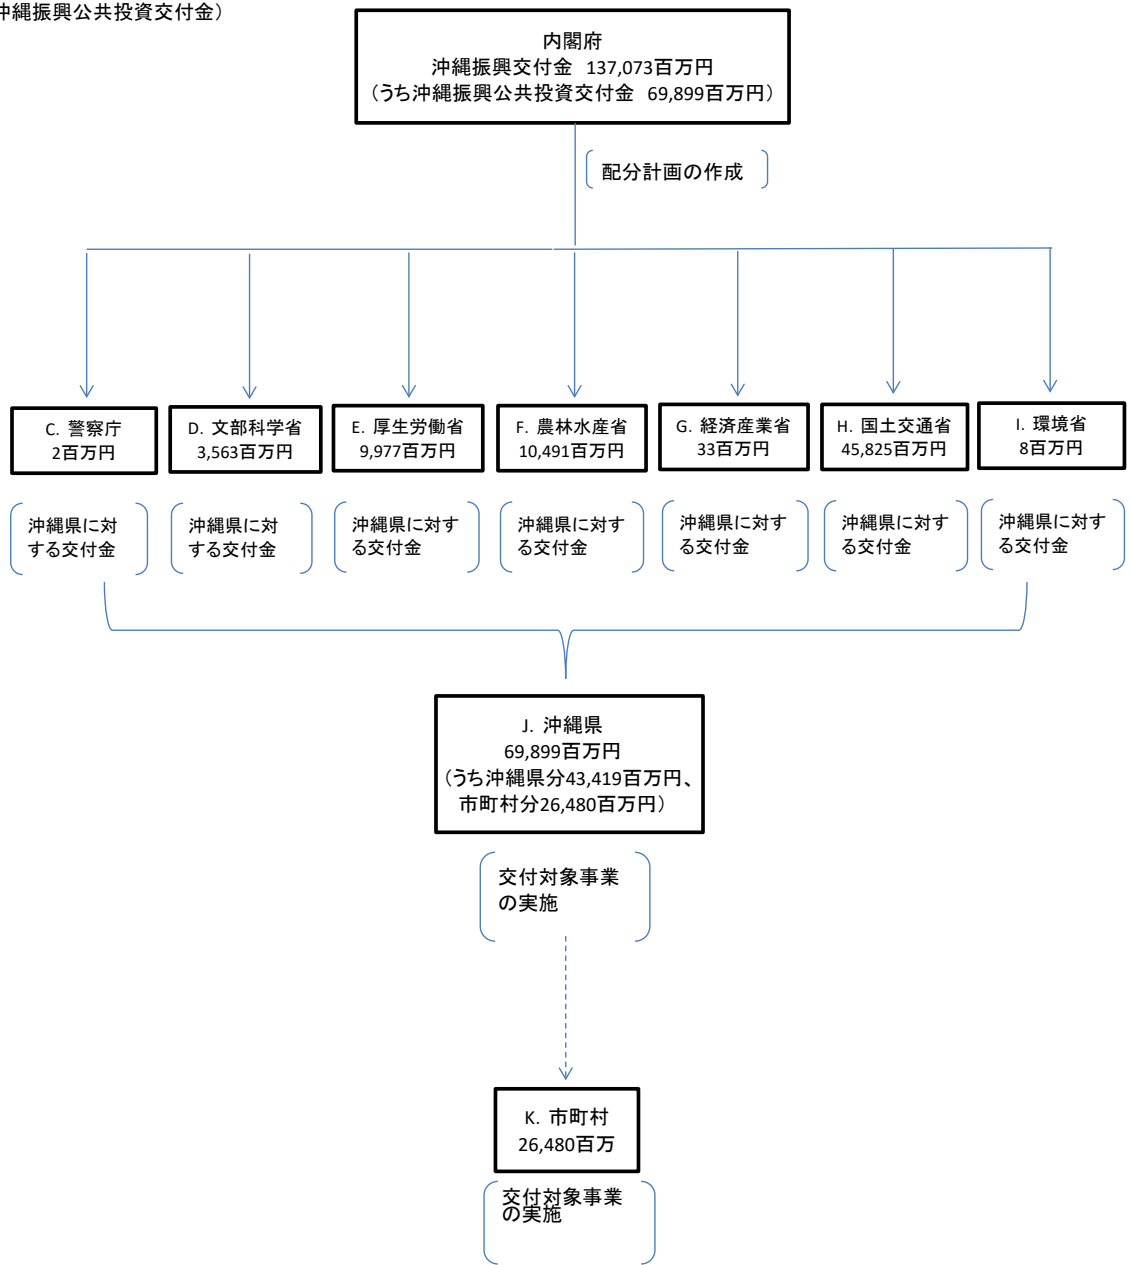 沖縄振興公共投資交付金）
内閣府
沖縄振興交付金 137,073百万円
（うち沖縄振興公共投資交付金 69,899百万円）
配分計画の作成
C. 警察庁
2百万円
D. 文部科学省
3,563百万円
E. 厚生労働省
9,977百万円
F. 農林水産省
10,491百万円
G. 経済産業省
33百万円
H. 国土交通省
45,825百万円
I. 環境省
8百万円
沖縄県に対
する交付金
沖縄県に対
する交付金
沖縄県に対す
る交付金
沖縄県に対す
る交付金
沖縄県に対す
る交付金
沖縄県に対す
る交付金
沖縄県に対す
る交付金
J. 沖縄県
69,899百万円
（うち沖縄県分43,419百万円、
市町村分26,480百万円）
交付対象事業
の実施
K. 市町村
26,480百万
交付対象事業
の実施